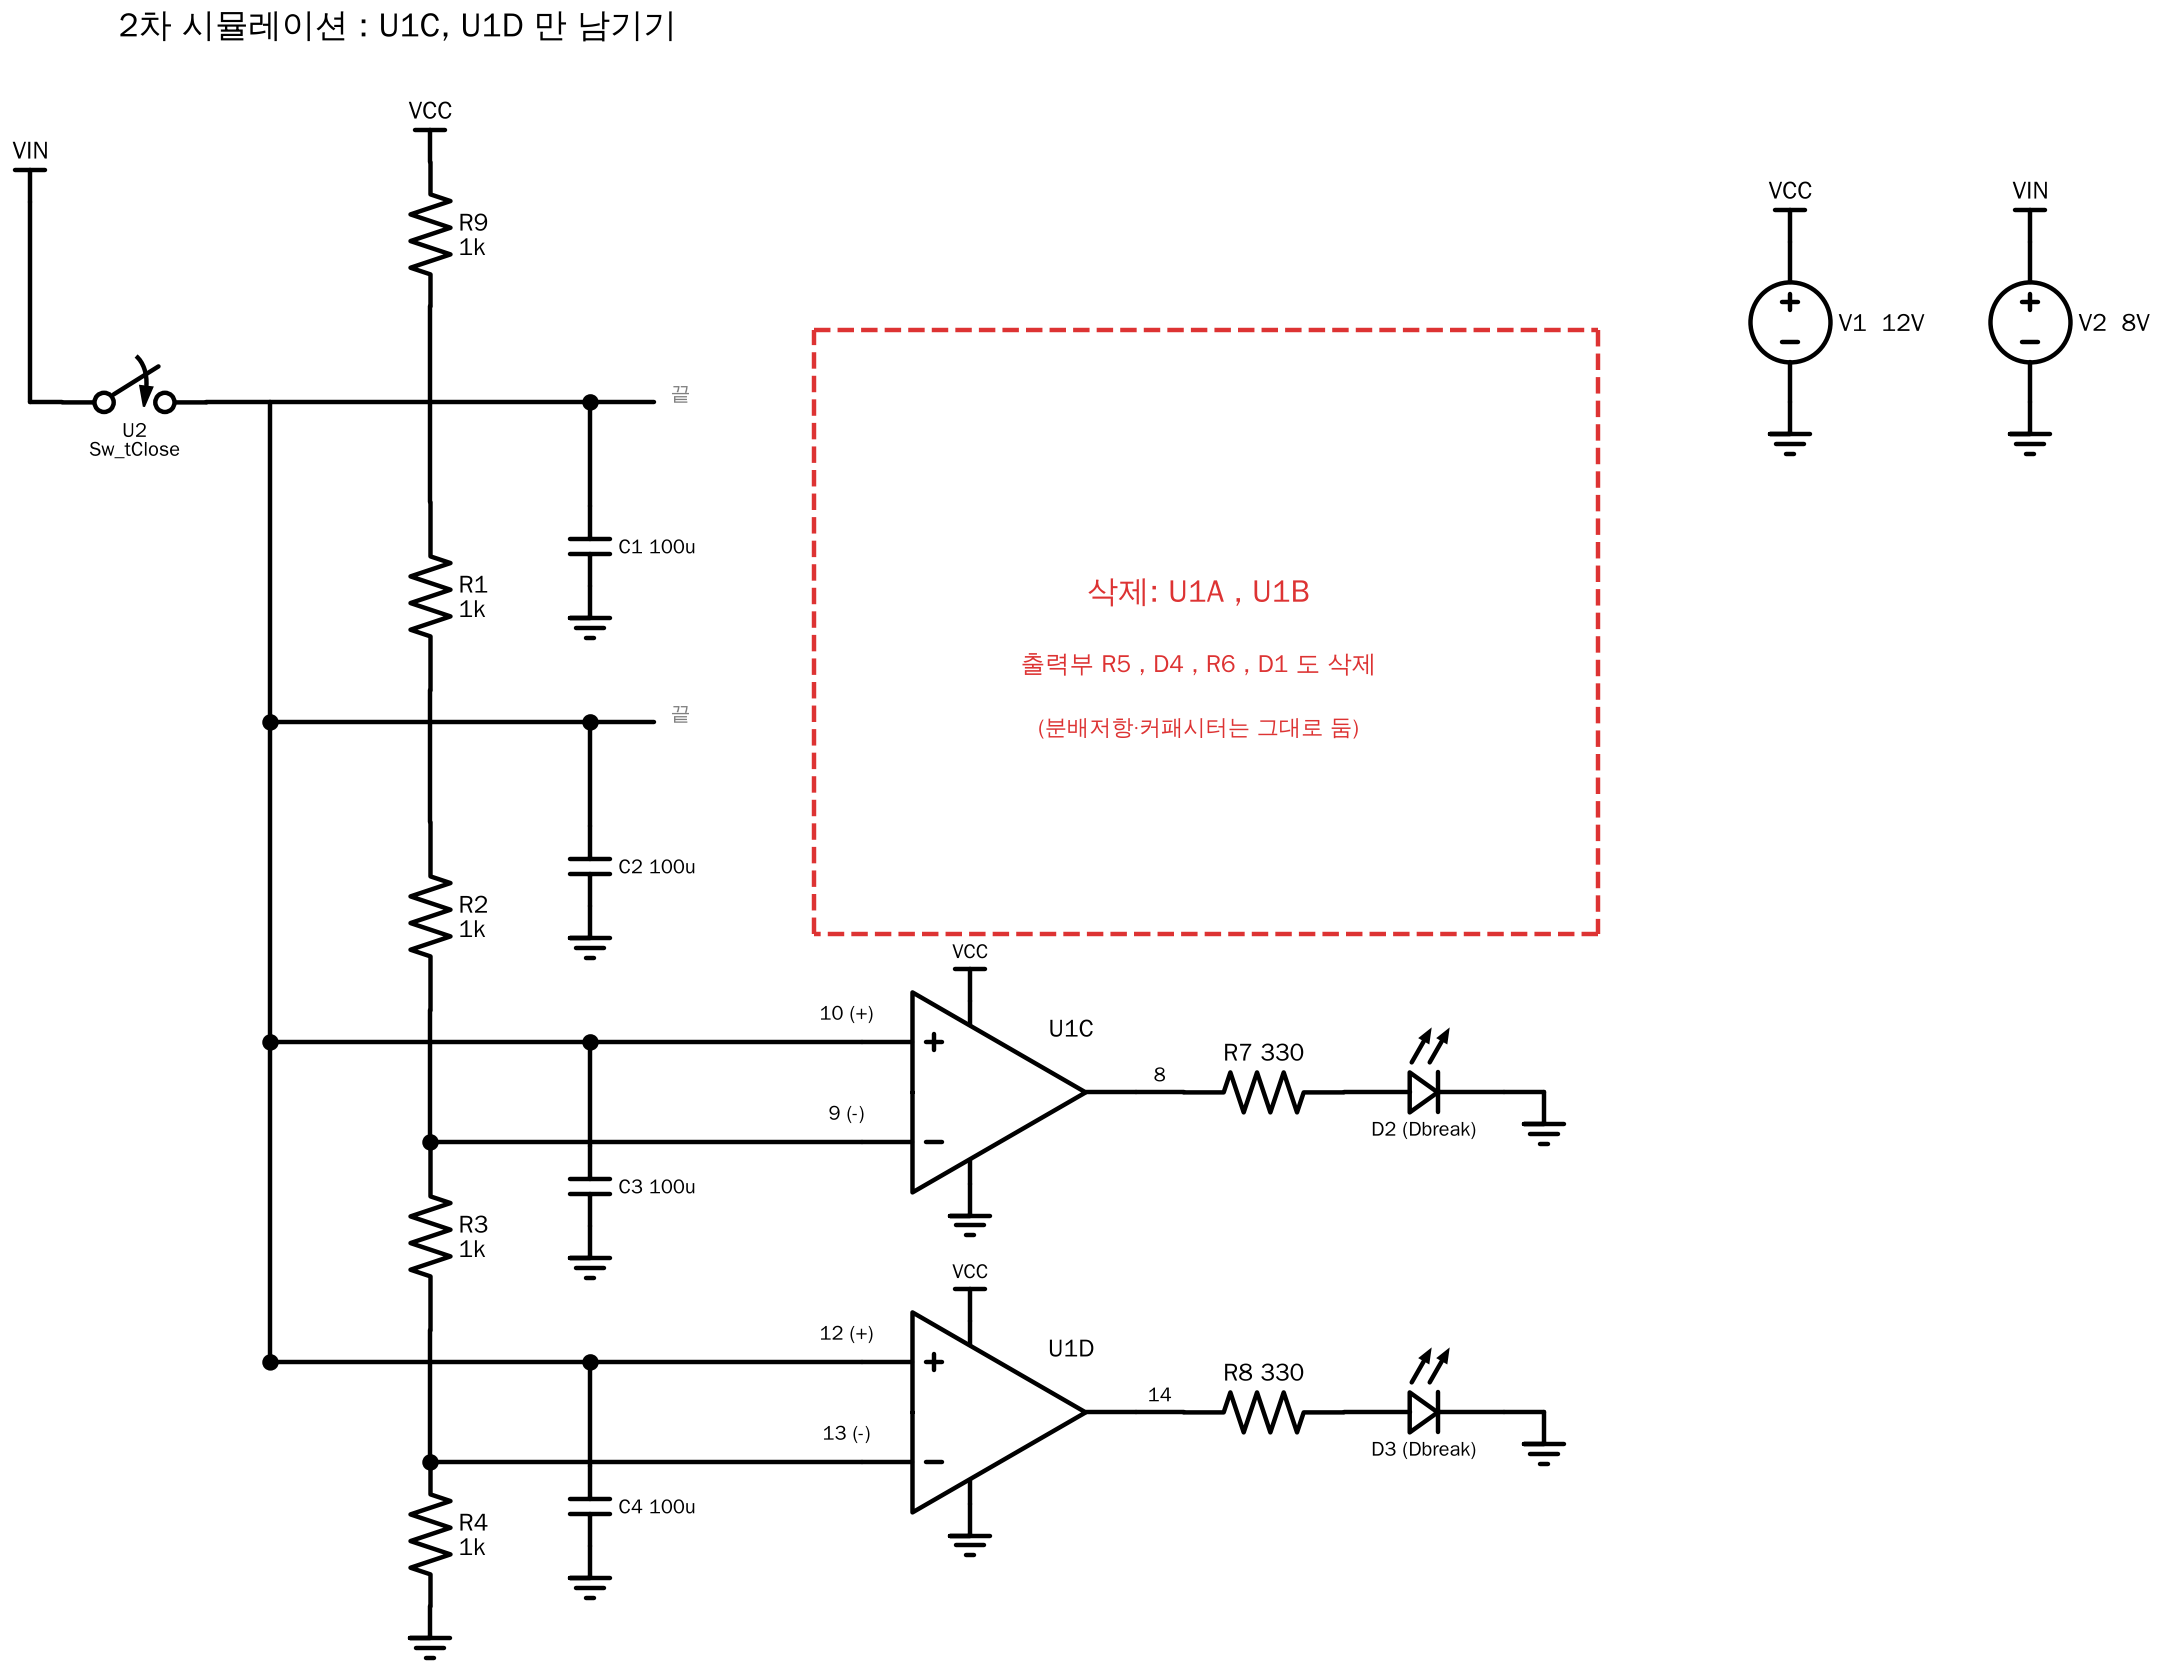 2차 시뮬레이션 : U1C, U1D 만 남기기
VCC
VIN
R9
1k
VCC
VIN
V1 12V
V2 8V
끝
U2
Sw_tClose
C1 100u
R1
1k
삭제: U1A , U1B
출력부 R5 , D4 , R6 , D1 도 삭제
(분배저항·커패시터는 그대로 둠)
끝
C2 100u
R2
1k
VCC
10 (+)
U1C
+
R7 330
8
9 (-)
−
D2 (Dbreak)
C3 100u
R3
1k
VCC
12 (+)
U1D
+
R8 330
14
13 (-)
−
D3 (Dbreak)
C4 100u
R4
1k